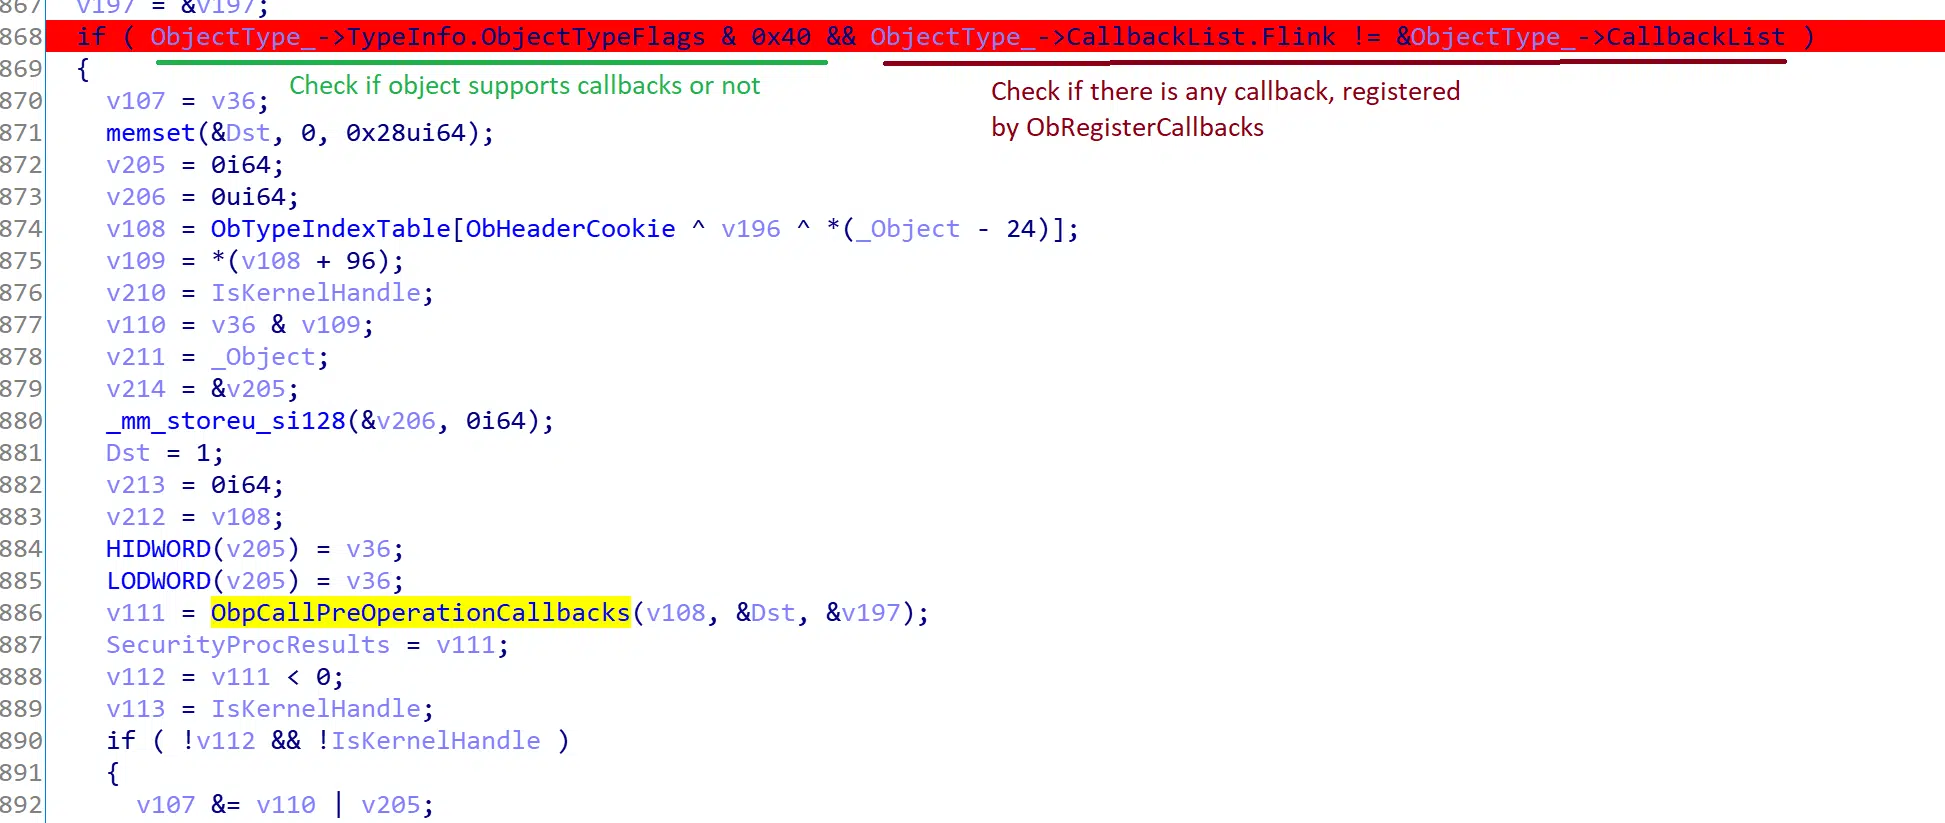 867 v197 = &v197;
868 if ( ObjectType_->TypeInfo.ObjectTypeFlags & 0x40 && ObjectType_->CallbackList.Flink != &ObjectType_->CallbackList )
869 {
Check if object supports callbacks or not
Check if there is any callback, registered
by ObRegisterCallbacks
870 v107 = v36;
871 memset(&Dst, 0, 0x28ui64);
872 v205 = 0i64;
873 v206 = 0ui64;
874 v108 = ObTypeIndexTable[ObHeaderCookie ^ v196 ^ *(_Object - 24)];
875 v109 = *(v108 + 96);
876 v210 = IsKernelHandle;
877 v110 = v36 & v109;
878 v211 = _Object;
879 v214 = &v205;
880 _mm_storeu_si128(&v206, 0i64);
881 Dst = 1;
882 v213 = 0i64;
883 v212 = v108;
884 HIDWORD(v205) = v36;
885 LODWORD(v205) = v36;
886 v111 = ObpCallPreOperationCallbacks(v108, &Dst, &v197);
887 SecurityProcResults = v111;
888 v112 = v111 < 0;
889 v113 = IsKernelHandle;
890 if ( !v112 && !IsKernelHandle )
891 {
892 v107 &= v110 | v205;